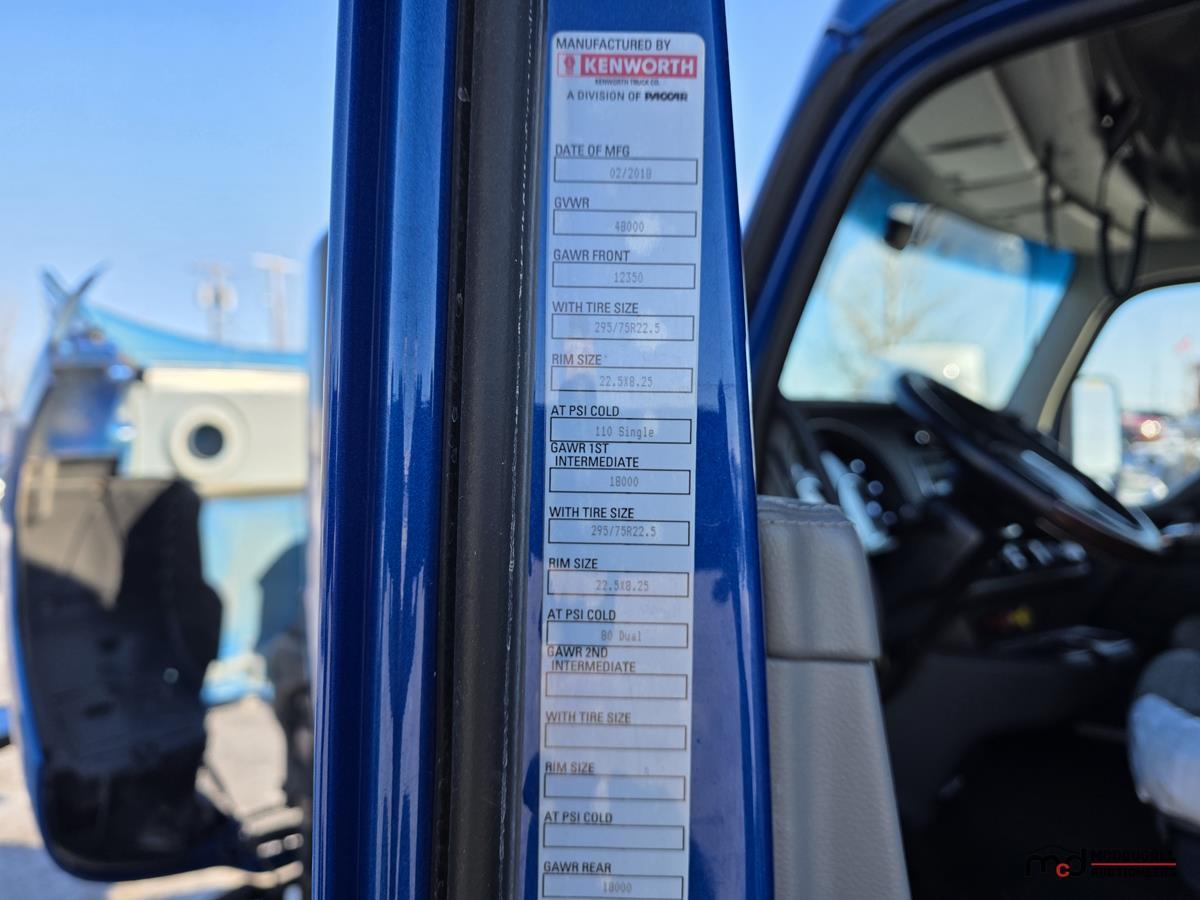 MANUFACTURED BY
KENWORTH
KENWORTH TRUCK CO.
A DIVISION OF PACCAR
DATE OF MFG
02/2018
GVWR
48000
GAWR FRONT
12350
WITH TIRE SIZE
295/75R22.5
RIM SIZE
22.5X8.25
AT PSI COLD
110 Single
GAWR 1ST
INTERMEDIATE
18000
WITH TIRE SIZE
295/75R22.5
RIM SIZE
22.5X8.25
AT PSI COLD
80 Dual
GAWR 2ND
INTERMEDIATE
WITH TIRE SIZE
RIM SIZE
AT PSI COLD
GAWR REAR
18000
mcd MCDOUGALL
AUCTIONEERS